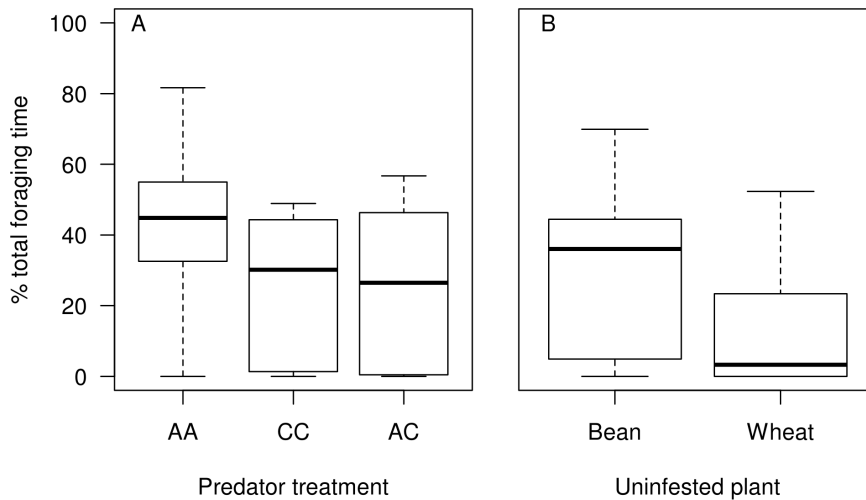 % total foraging time
100
80
60
40
20
0
A
AA CC AC
Predator treatment
B
Bean Wheat
Uninfested plant